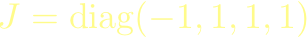 J = diag(−1, 1, 1, 1)